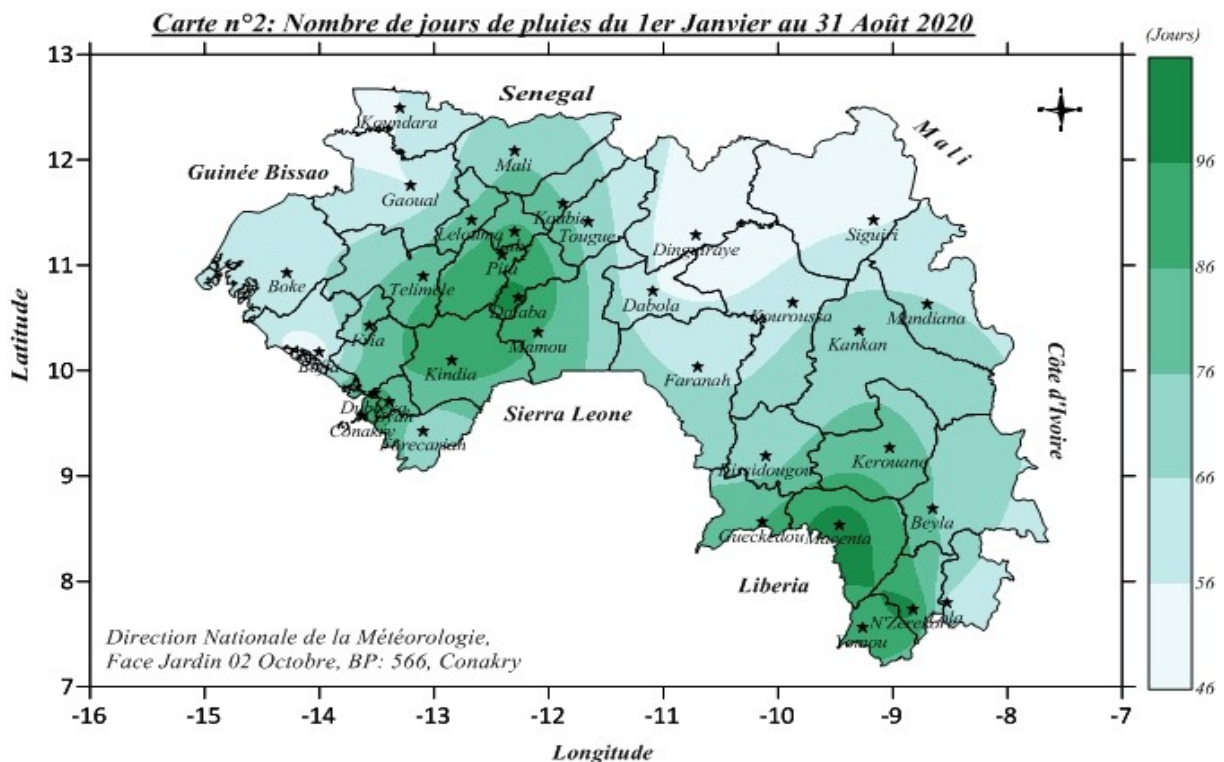 Carte n°2: Nombre de jours de pluies du 1er Janvier au 31 Août 2020
(Jours)
13
12
11
10
9
8
7
Latitude
-16
-15
-14
-13
-12
-11
-10
-9
-8
-7
Longitude
96
86
76
66
56
46
Senegal
Mali
Guinée Bissao
Sierra Leone
Liberia
Côte d'Ivoire
Koundara
Mali
Gaoual
Koubia
Lelouma
Tougue
Pita
Dinguiraye
Siguiri
Boke
Telimele
Dalaba
Dabola
Kouroussa
Mandiana
Fria
Mamou
Kankan
Boffa
Kindia
Faranah
Conakry
Forecariah
Kissidougou
Kerouane
Gueckedou
Macenta
Beyla
N'Zerekore
Lola
Yomou
Direction Nationale de la Météorologie,
Face Jardin 02 Octobre, BP: 566, Conakry